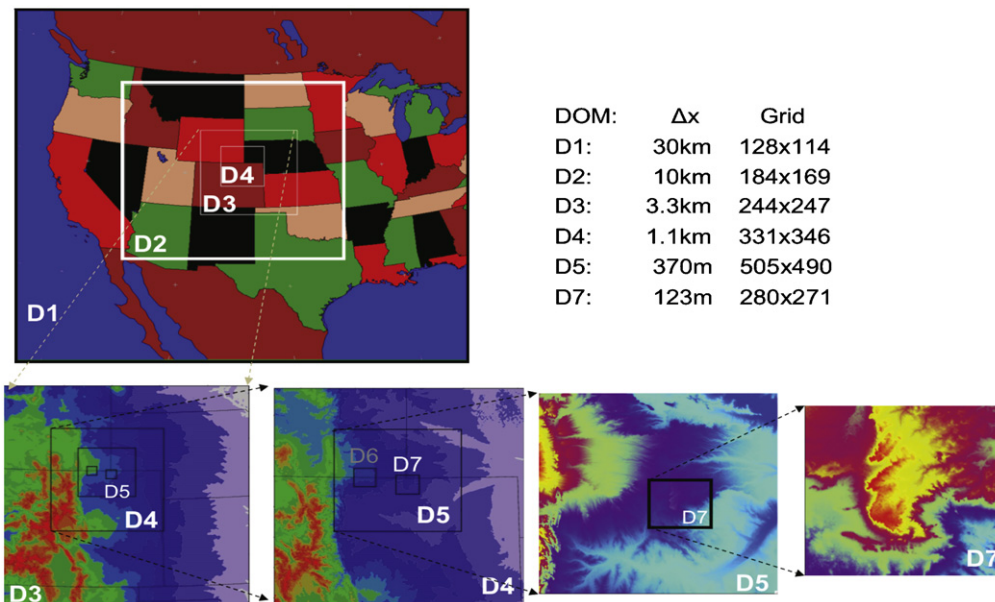 DOM: Δx Grid
D1: 30km 128x114
D2: 10km 184x169
D3: 3.3km 244x247
D4: 1.1km 331x346
D5: 370m 505x490
D7: 123m 280x271
D4
D3
D2
D1
D5
D4
D3
D6
D7
D5
D4
D7
D5
D7